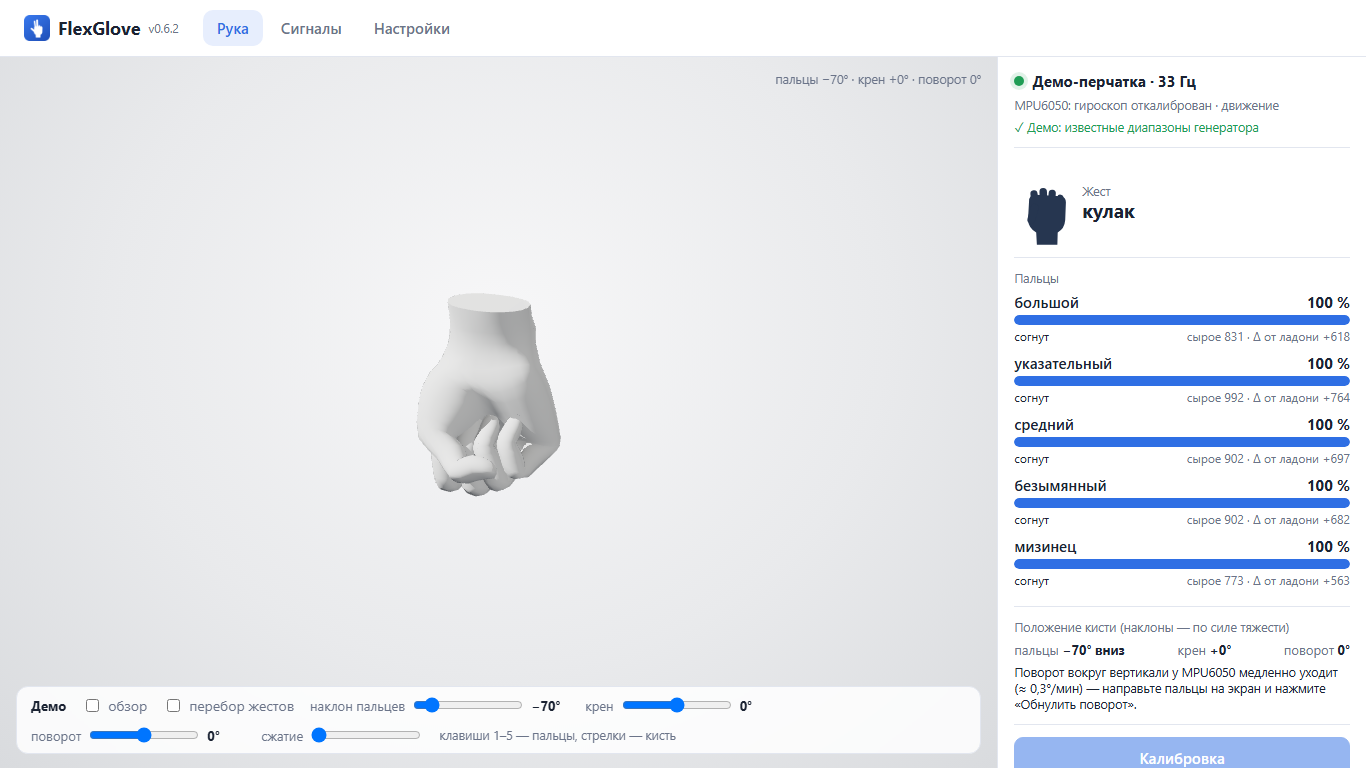 FlexGlove v0.6.2 Рука Сигналы Настройки
пальцы −70° · крен +0° · поворот 0°
Демо-перчатка · 33 Гц
MPU6050: гироскоп откалиброван · движение
✓ Демо: известные диапазоны генератора
Жест
кулак
Пальцы
большой 100 %
согнут сырое 831 · Δ от ладони +618
указательный 100 %
согнут сырое 992 · Δ от ладони +764
средний 100 %
согнут сырое 902 · Δ от ладони +697
безымянный 100 %
согнут сырое 902 · Δ от ладони +682
мизинец 100 %
согнут сырое 773 · Δ от ладони +563
Положение кисти (наклоны — по силе тяжести)
пальцы −70° вниз крен +0° поворот 0°
Поворот вокруг вертикали у MPU6050 медленно уходит
(≈ 0,3°/мин) — направьте пальцы на экран и нажмите
«Обнулить поворот».
Калибровка
Демо обзор перебор жестов наклон пальцев −70° крен 0°
поворот 0° сжатие клавиши 1–5 — пальцы, стрелки — кисть